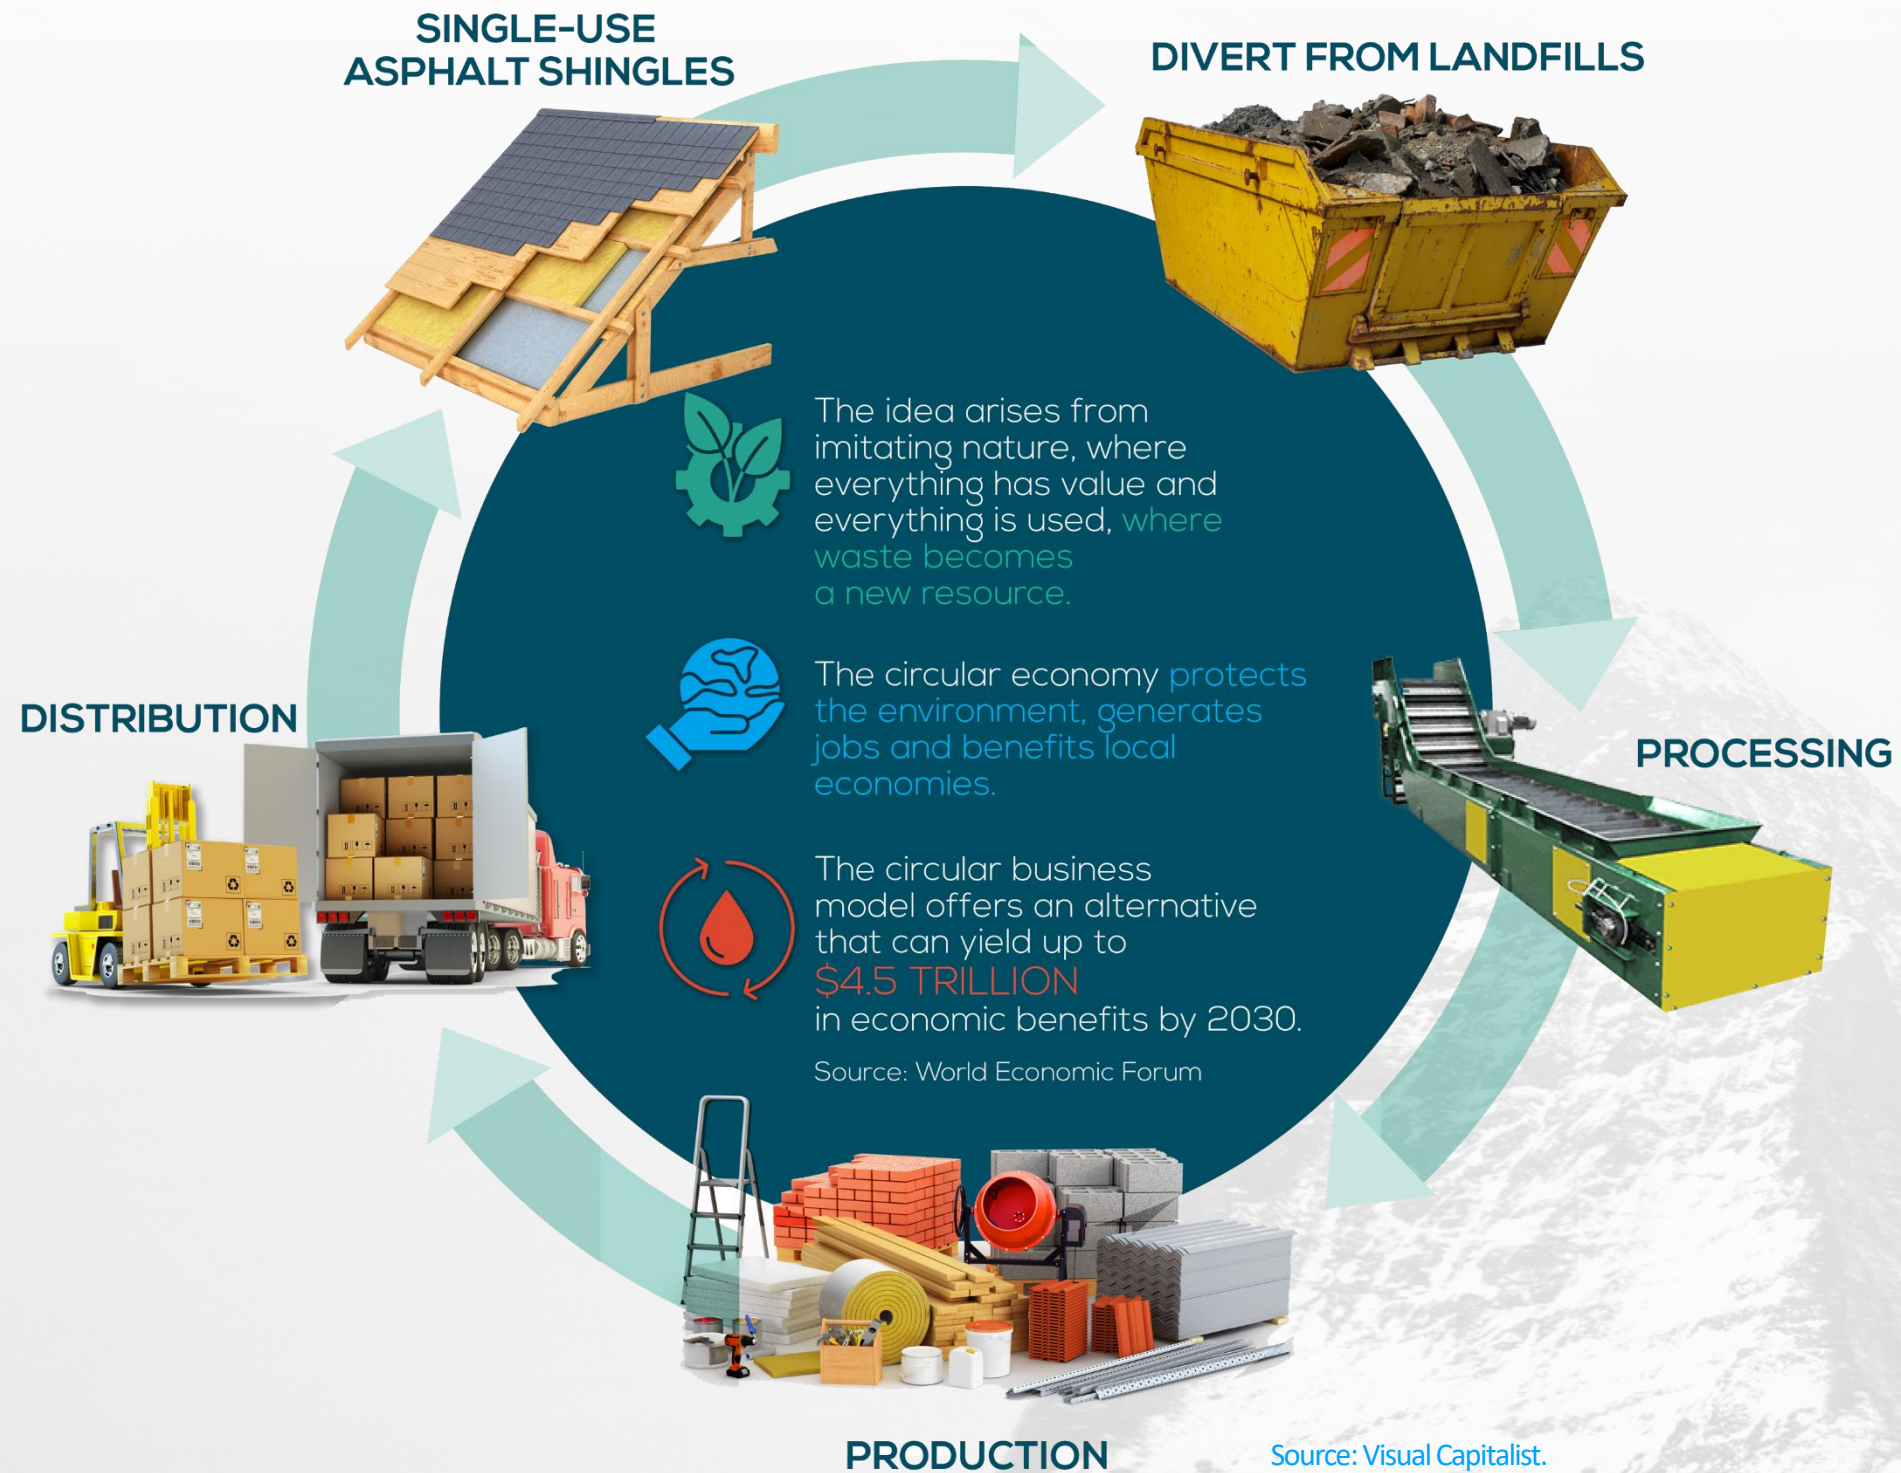 SINGLE-USE
ASPHALT SHINGLES
DIVERT FROM LANDFILLS
The idea arises from
imitating nature, where
everything has value and
everything is used, where
waste becomes
a new resource.
The circular economy protects
the environment, generates
jobs and benefits local
economies.
DISTRIBUTION
PROCESSING
The circular business
model offers an alternative
that can yield up to
$4.5 TRILLION
in economic benefits by 2030.
Source: World Economic Forum
PRODUCTION
Source: Visual Capitalist.